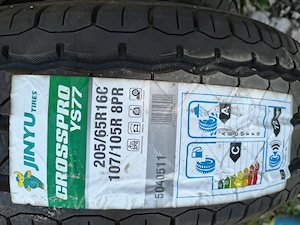 JINYU TIRES
CROSSPRO
YS77
205/65R16C
107/105R 8PR
5040511
A
C